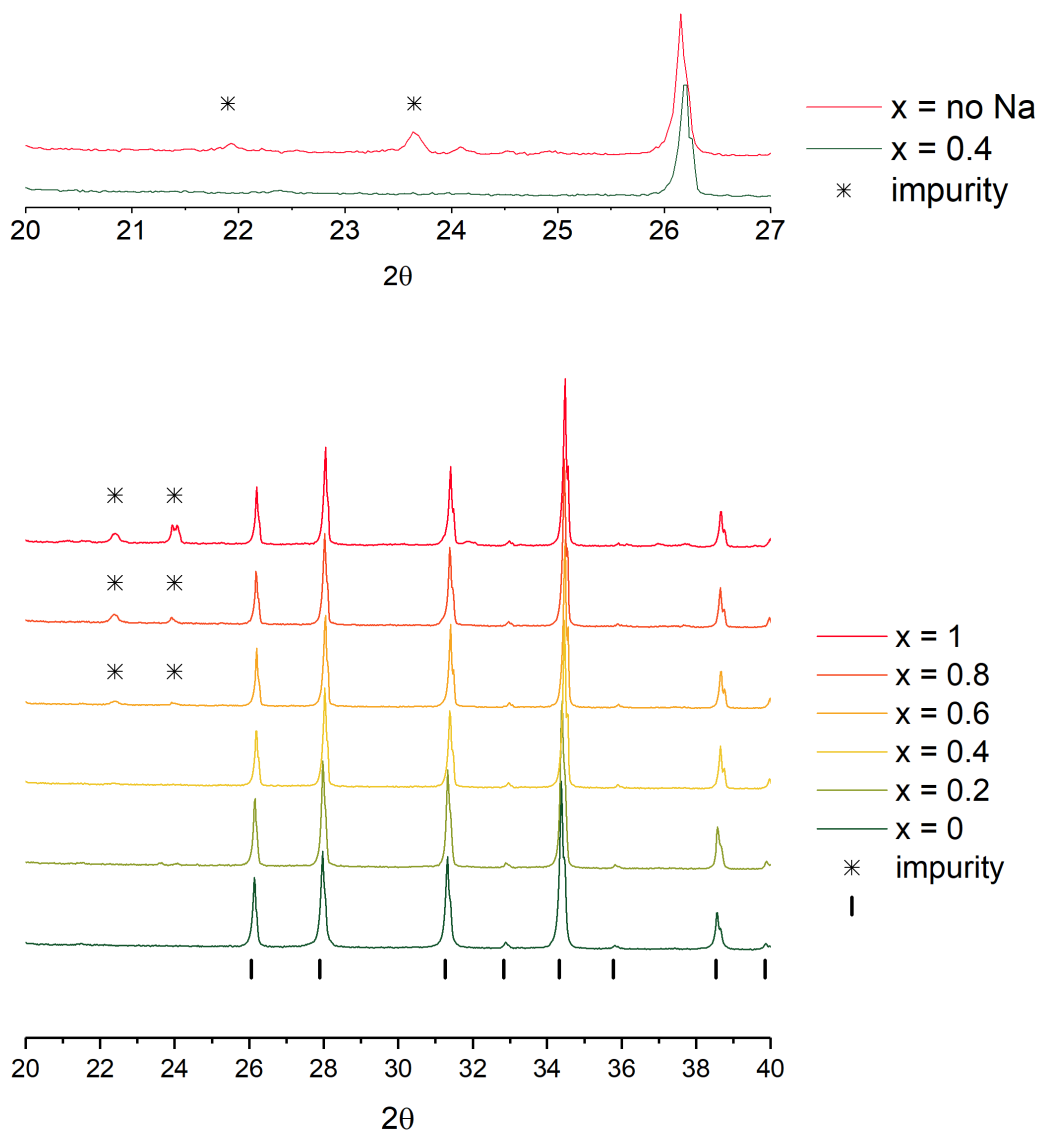 x = no Na
x = 0.4
impurity
20 21 22 23 24 25 26 27
2θ
x = 1
x = 0.8
x = 0.6
x = 0.4
x = 0.2
x = 0
impurity
20 22 24 26 28 30 32 34 36 38 40
2θ